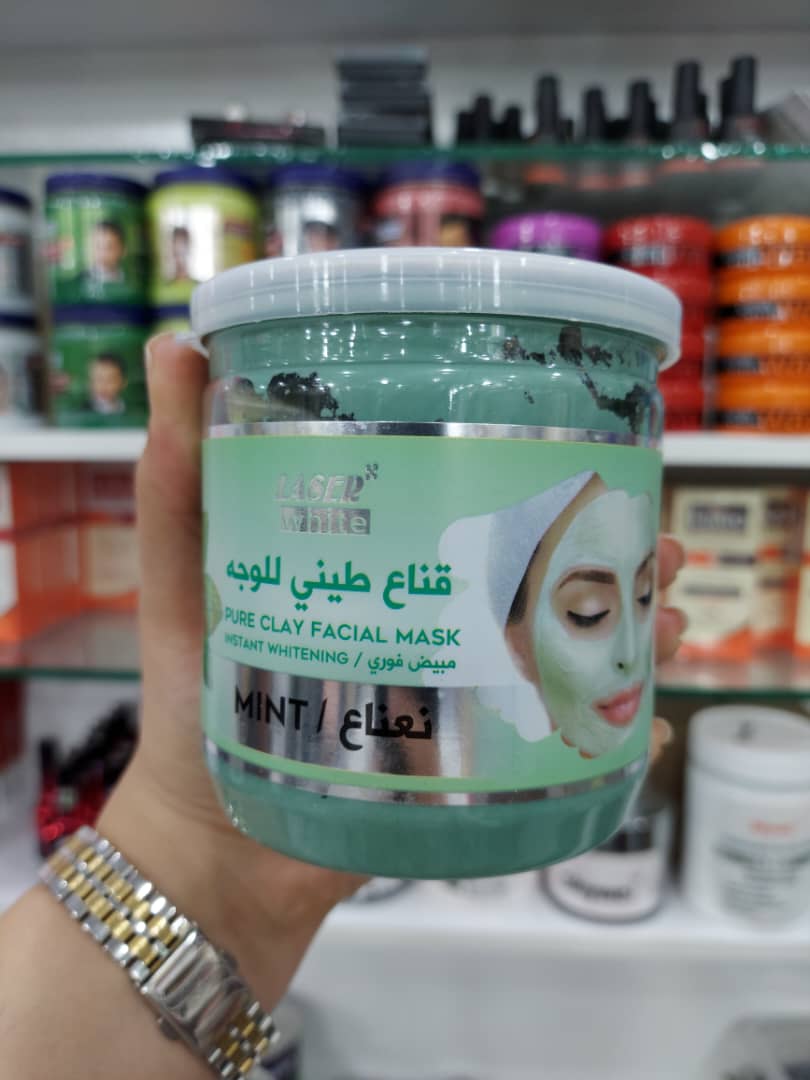 LASER
White
قناع طيني للوجه
PURE CLAY FACIAL MASK
INSTANT WHITENING / مبيض فوري
MINT / نعناع